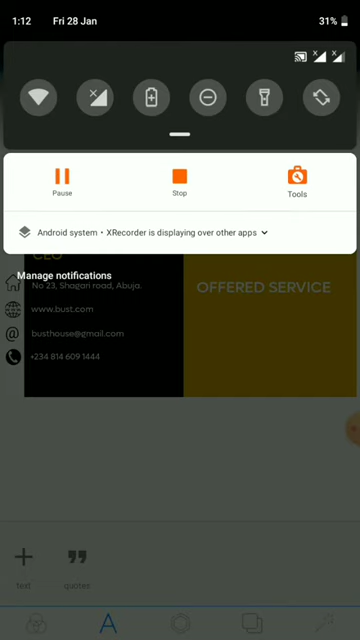 1:12 Fri 28 Jan 31%
Pause Stop Tools
Android system • XRecorder is displaying over other apps
CEO
Manage notifications
No 23, Shagari road, Abuja.
OFFERED SERVICE
www.bust.com
busthouse@gmail.com
+234 814 609 1444
text quotes